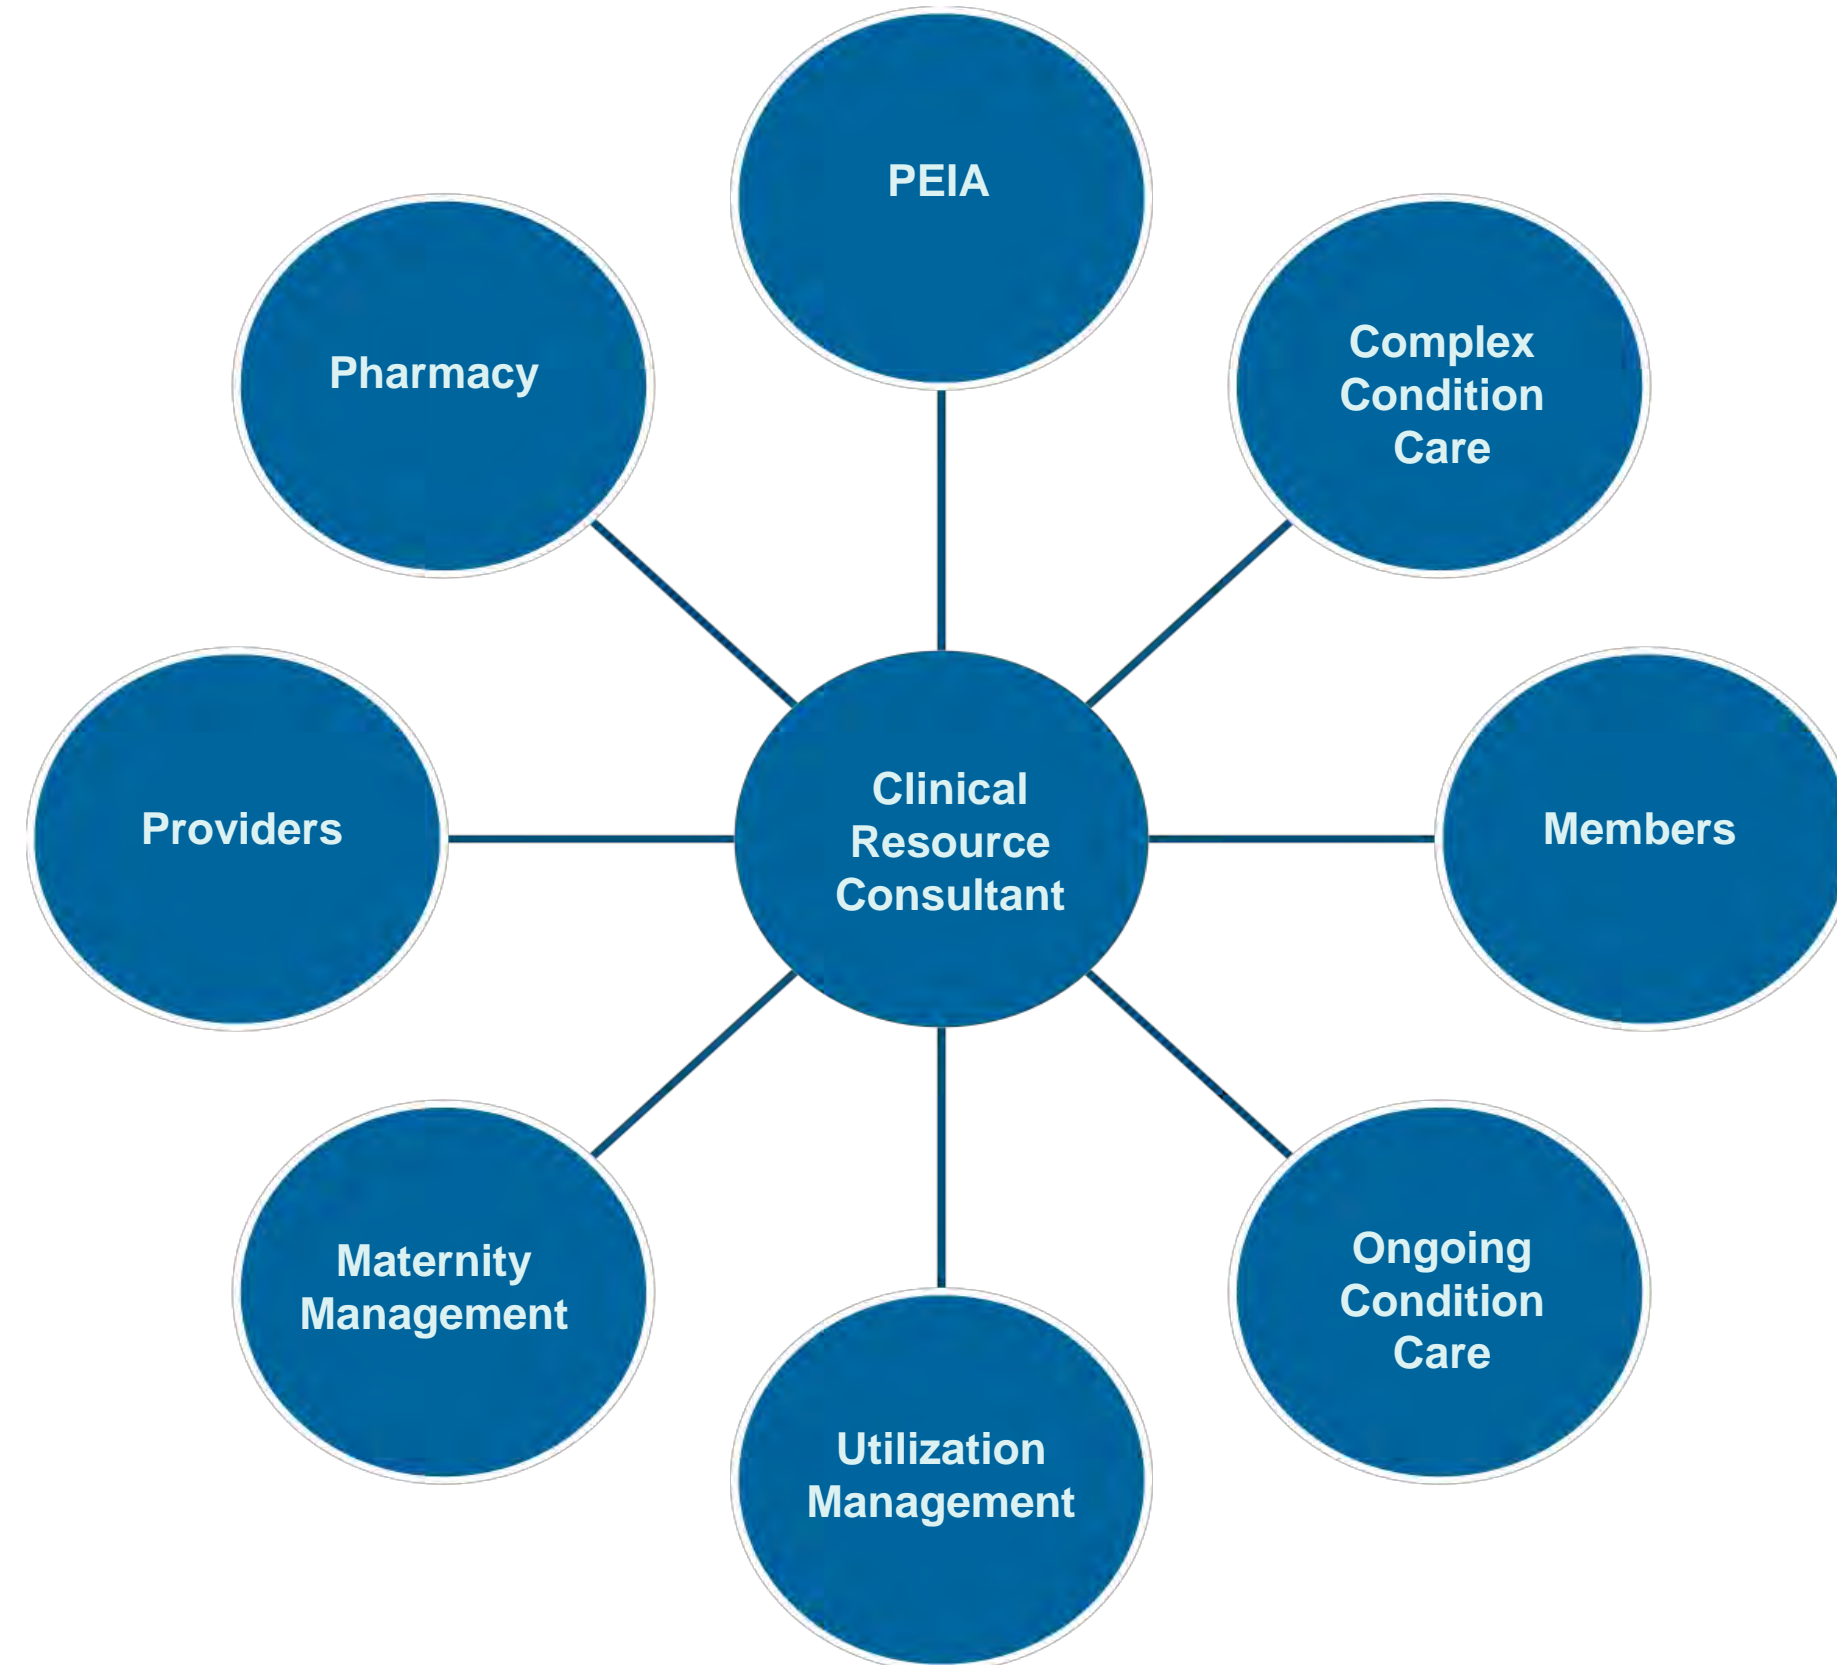 PEIA
Pharmacy
Complex
Condition
Care
Providers
Clinical
Resource
Consultant
Members
Maternity
Management
Ongoing
Condition
Care
Utilization
Management